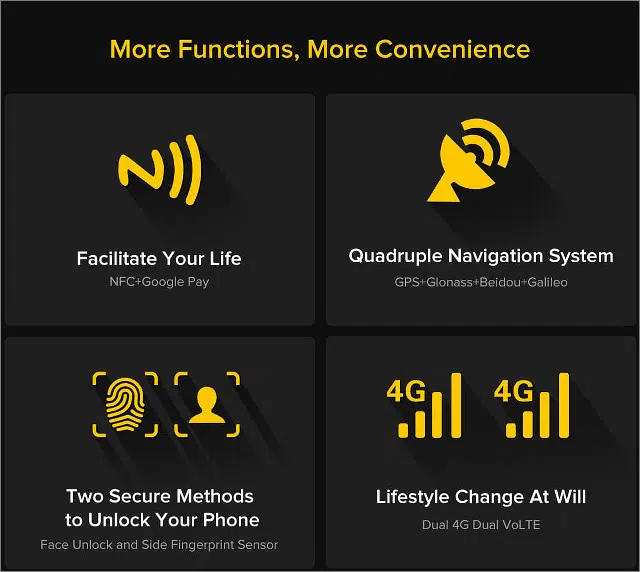 More Functions, More Convenience
Facilitate Your Life
NFC+Google Pay
Quadruple Navigation System
GPS+Glonass+Beidou+Galileo
Two Secure Methods
to Unlock Your Phone
Face Unlock and Side Fingerprint Sensor
4G 4G
Lifestyle Change At Will
Dual 4G Dual VoLTE